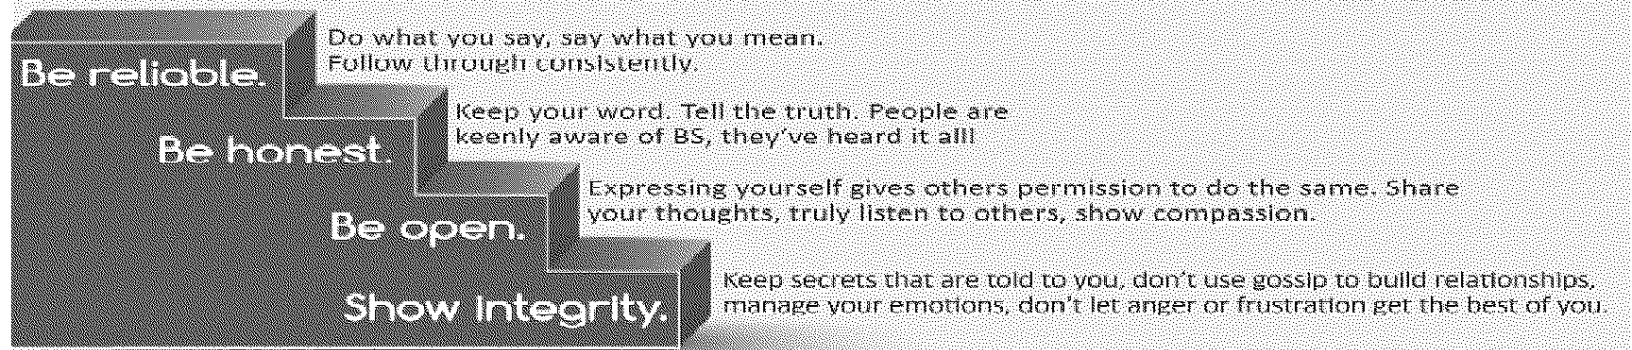 Be reliable.
Do what you say, say what you mean.
Follow through consistently.
Be honest.
Keep your word. Tell the truth. People are
keenly aware of BS, they've heard it all!
Be open.
Expressing yourself gives others permission to do the same. Share
your thoughts, truly listen to others, show compassion.
Show Integrity.
Keep secrets that are told to you, don't use gossip to build relationships,
manage your emotions, don't let anger or frustration get the best of you.